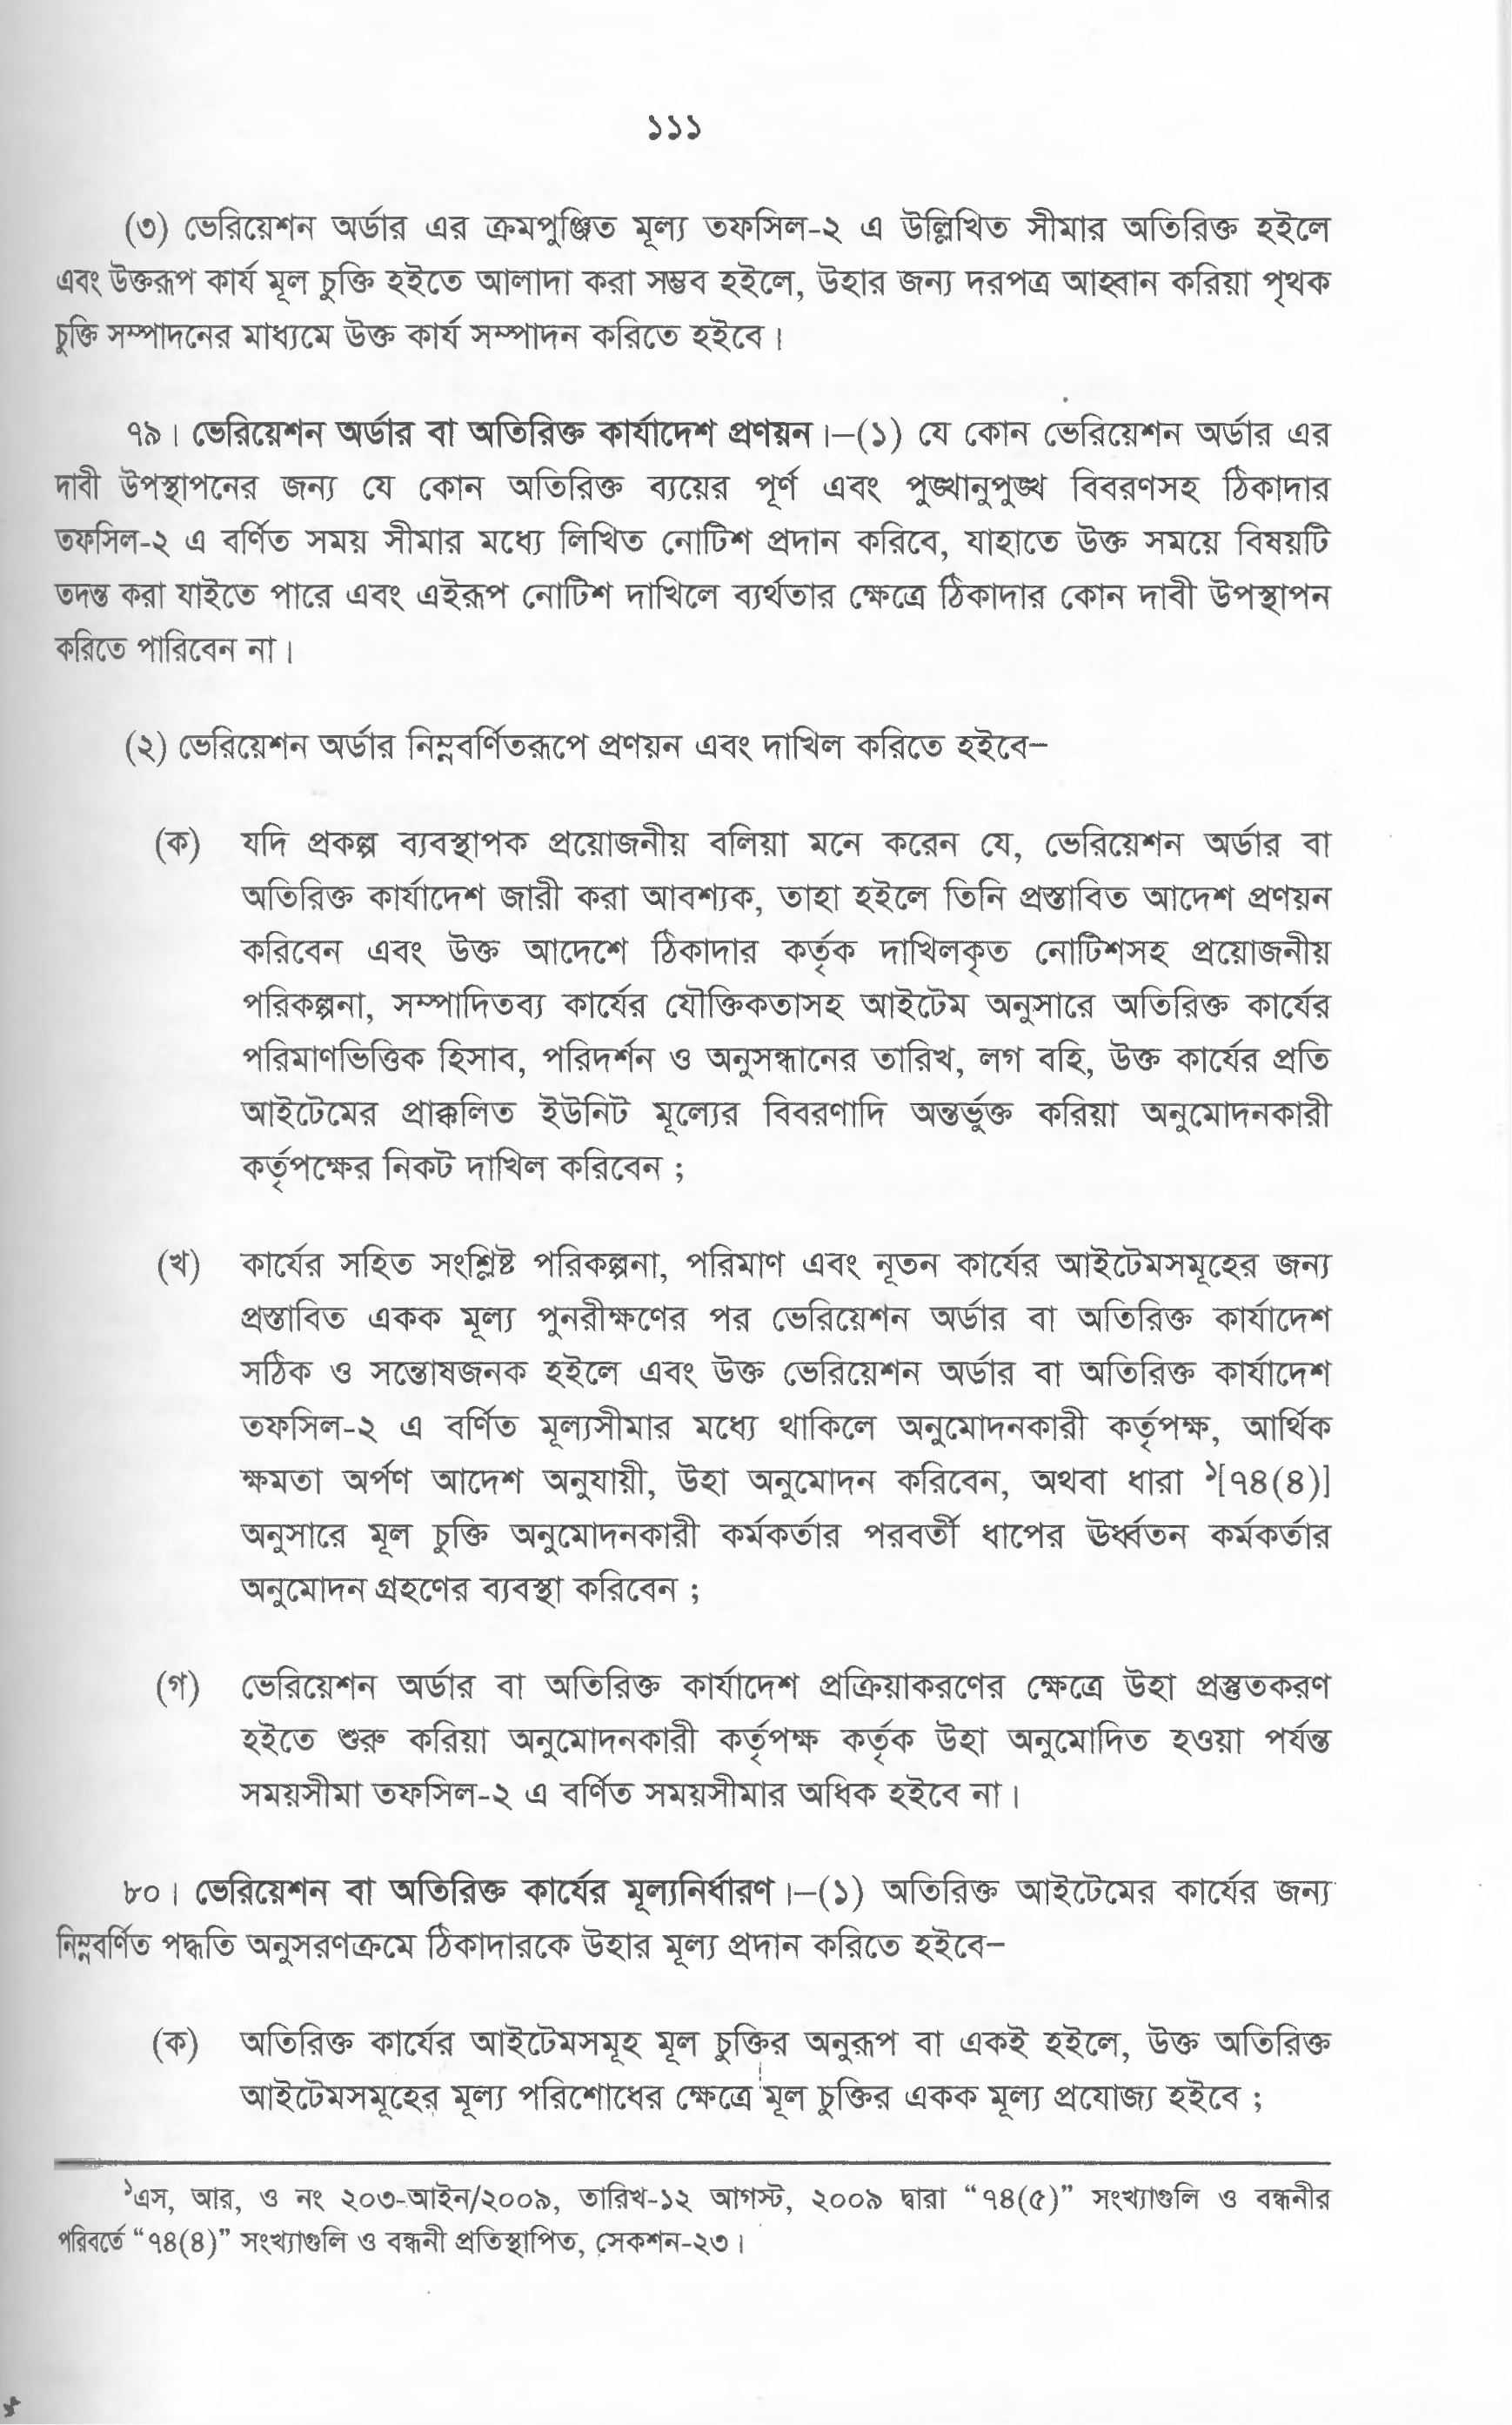 ১১১
(৩) ভেরিয়েশন অর্ডার এর ক্রমপুঞ্জিত মূল্য তফসিল-২ এ উল্লিখিত সীমার অতিরিক্ত হইলে
এবং উক্তরূপ কার্য মূল চুক্তি হইতে আলাদা করা সম্ভব হইলে, উহার জন্য দরপত্র আহ্বান করিয়া পৃথক
চুক্তি সম্পাদনের মাধ্যমে উক্ত কার্য সম্পাদন করিতে হইবে।
৭৯। ভেরিয়েশন অর্ডার বা অতিরিক্ত কার্যাদেশ প্রণয়ন।–(১) যে কোন ভেরিয়েশন অর্ডার এর
দাবী উপস্থাপনের জন্য যে কোন অতিরিক্ত ব্যয়ের পূর্ণ এবং পুঙ্খানুপুঙ্খ বিবরণসহ ঠিকাদার
তফসিল-২ এ বর্ণিত সময় সীমার মধ্যে লিখিত নোটিশ প্রদান করিবে, যাহাতে উক্ত সময়ে বিষয়টি
তদন্ত করা যাইতে পারে এবং এইরূপ নোটিশ দাখিলে ব্যর্থতার ক্ষেত্রে ঠিকাদার কোন দাবী উপস্থাপন
করিতে পারিবেন না।
(২) ভেরিয়েশন অর্ডার নিম্নবর্ণিতরূপে প্রণয়ন এবং দাখিল করিতে হইবে–
(ক) যদি প্রকল্প ব্যবস্থাপক প্রয়োজনীয় বলিয়া মনে করেন যে, ভেরিয়েশন অর্ডার বা
অতিরিক্ত কার্যাদেশ জারী করা আবশ্যক, তাহা হইলে তিনি প্রস্তাবিত আদেশ প্রণয়ন
করিবেন এবং উক্ত আদেশে ঠিকাদার কর্তৃক দাখিলকৃত নোটিশসহ প্রয়োজনীয়
পরিকল্পনা, সম্পাদিতব্য কার্যের যৌক্তিকতাসহ আইটেম অনুসারে অতিরিক্ত কার্যের
পরিমাণভিত্তিক হিসাব, পরিদর্শন ও অনুসন্ধানের তারিখ, লগ বহি, উক্ত কার্যের প্রতি
আইটেমের প্রাক্কলিত ইউনিট মূল্যের বিবরণাদি অন্তর্ভুক্ত করিয়া অনুমোদনকারী
কর্তৃপক্ষের নিকট দাখিল করিবেন ;
(খ) কার্যের সহিত সংশ্লিষ্ট পরিকল্পনা, পরিমাণ এবং নূতন কার্যের আইটেমসমূহের জন্য
প্রস্তাবিত একক মূল্য পুনরীক্ষণের পর ভেরিয়েশন অর্ডার বা অতিরিক্ত কার্যাদেশ
সঠিক ও সন্তোষজনক হইলে এবং উক্ত ভেরিয়েশন অর্ডার বা অতিরিক্ত কার্যাদেশ
তফসিল-২ এ বর্ণিত মূল্যসীমার মধ্যে থাকিলে অনুমোদনকারী কর্তৃপক্ষ, আর্থিক
ক্ষমতা অর্পণ আদেশ অনুযায়ী, উহা অনুমোদন করিবেন, অথবা ধারা ১[৭৪(৪)]
অনুসারে মূল চুক্তি অনুমোদনকারী কর্মকর্তার পরবর্তী ধাপের ঊর্ধ্বতন কর্মকর্তার
অনুমোদন গ্রহণের ব্যবস্থা করিবেন ;
(গ) ভেরিয়েশন অর্ডার বা অতিরিক্ত কার্যাদেশ প্রক্রিয়াকরণের ক্ষেত্রে উহা প্রস্তুতকরণ
হইতে শুরু করিয়া অনুমোদনকারী কর্তৃপক্ষ কর্তৃক উহা অনুমোদিত হওয়া পর্যন্ত
সময়সীমা তফসিল-২ এ বর্ণিত সময়সীমার অধিক হইবে না।
৮০। ভেরিয়েশন বা অতিরিক্ত কার্যের মূল্যনির্ধারণ।–(১) অতিরিক্ত আইটেমের কার্যের জন্য
নিম্নবর্ণিত পদ্ধতি অনুসরণক্রমে ঠিকাদারকে উহার মূল্য প্রদান করিতে হইবে–
(ক) অতিরিক্ত কার্যের আইটেমসমূহ মূল চুক্তির অনুরূপ বা একই হইলে, উক্ত অতিরিক্ত
আইটেমসমূহের মূল্য পরিশোধের ক্ষেত্রে মূল চুক্তির একক মূল্য প্রযোজ্য হইবে ;
১এস, আর, ও নং ২০৩-আইন/২০০৯, তারিখ-১২ আগস্ট, ২০০৯ দ্বারা “৭৪(৫)” সংখ্যাগুলি ও বন্ধনীর
পরিবর্তে “৭৪(৪)” সংখ্যাগুলি ও বন্ধনী প্রতিস্থাপিত, সেকশন-২৩।